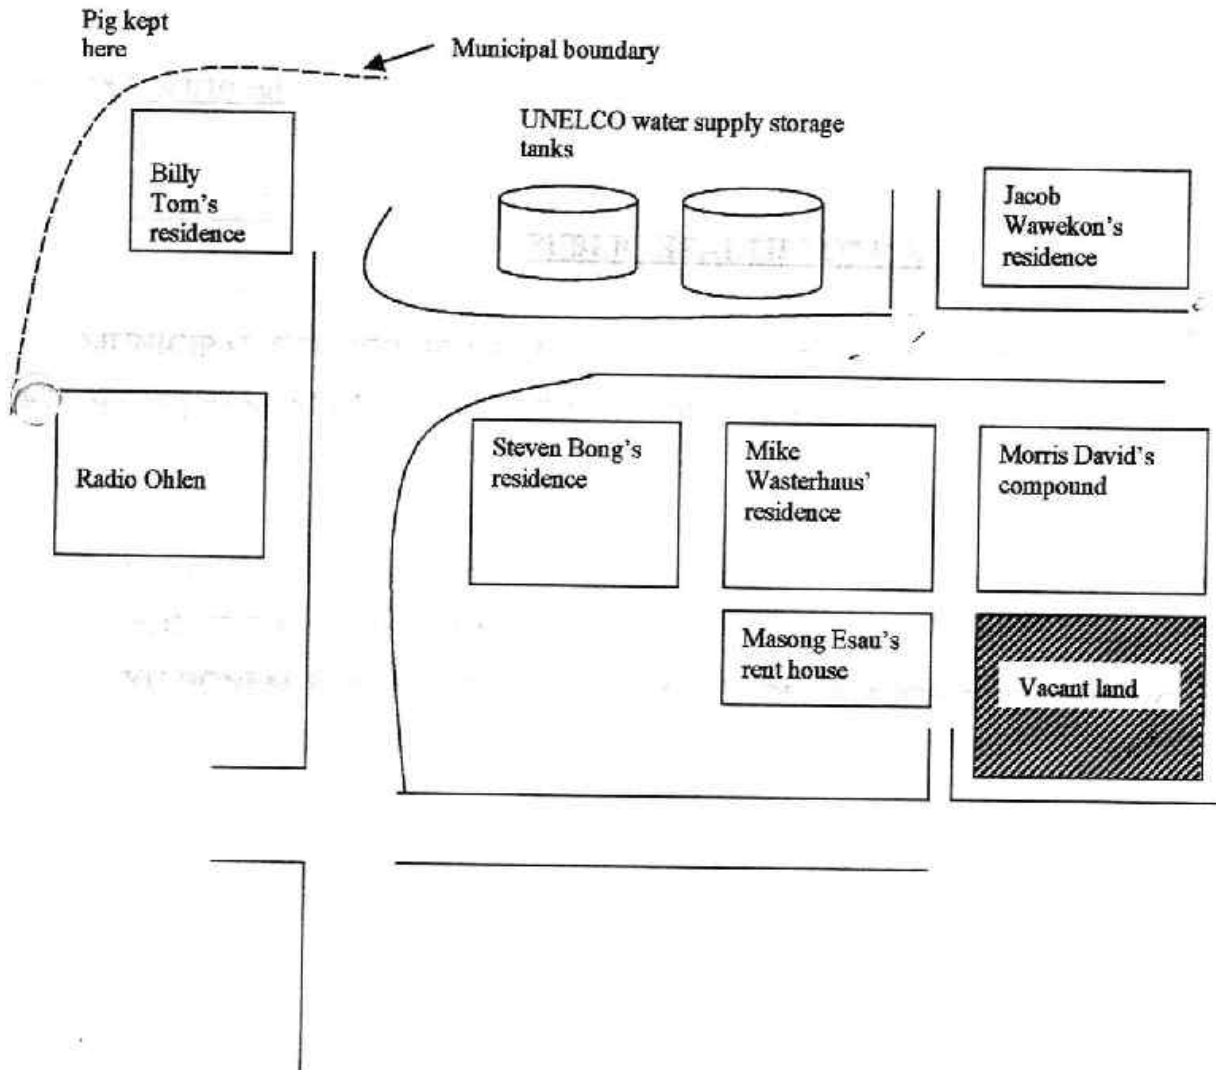 Pig kept
here
Municipal boundary
UNELCO water supply storage
tanks
Billy
Tom's
residence
Jacob
Wawekon's
residence
Radio Ohlen
Steven Bong's
residence
Mike
Wasterhaus'
residence
Morris David's
compound
Masong Esau's
rent house
Vacant land